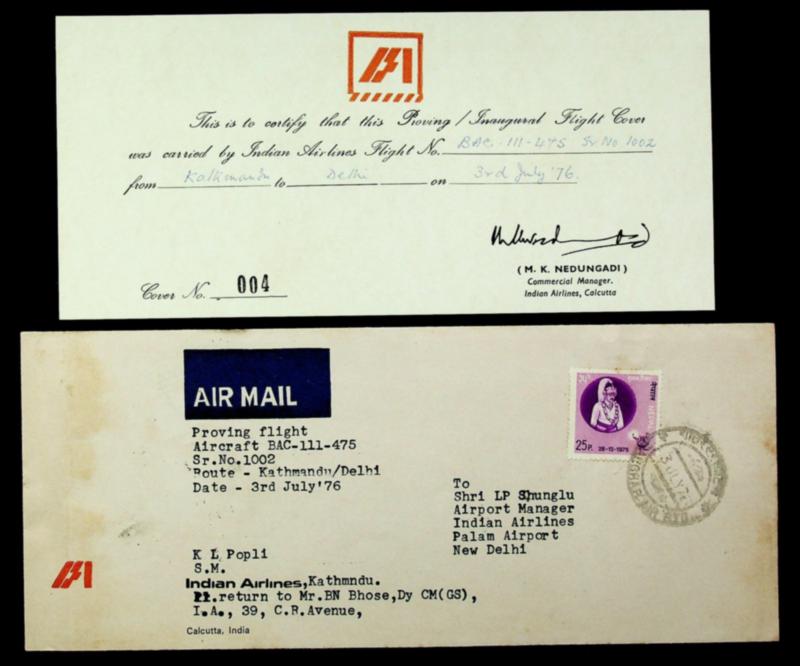 This is to certify that this Proving / Inaugural Flight Cover
was carried by Indian Airlines Flight No. BAC-111-475 Sr No 1002
from Kathmandu to Delhi on 3rd July '76.
(M. K. NEDUNGADI)
Commercial Manager.
Indian Airlines, Calcutta
Cover No. 004
AIR MAIL
25P. 28-12-1975
Proving flight
Aircraft BAC-111-475
Sr.No.1002
Route - Kathmandu/Delhi
Date - 3rd July'76
To
Shri LP Shunglu
Airport Manager
Indian Airlines
Palam Airport
New Delhi
K L Popli
S.M.
Indian Airlines,Kathmndu.
return to Mr.BN Bhose,Dy CM(GS),
I.A., 39, C.R.Avenue,
Calcutta, India